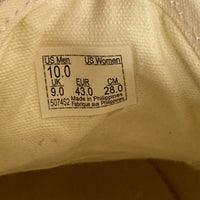 US Men US Women
10.0
UK EUR CM
9.0 43.0 28.0
507452 Made in Philippines
Fabrique aux Philippines